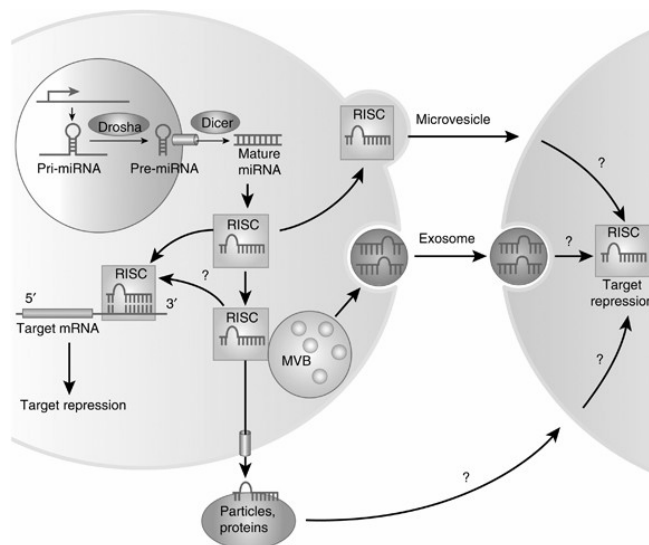 RISC
Microvesicle
Drosha
Dicer
Pri-miRNA
Pre-miRNA
Mature
miRNA
?
RISC
Exosome
?
RISC
Target
repression
RISC
?
5′
3′
Target mRNA
RISC
MVB
?
Target repression
?
Particles,
proteins